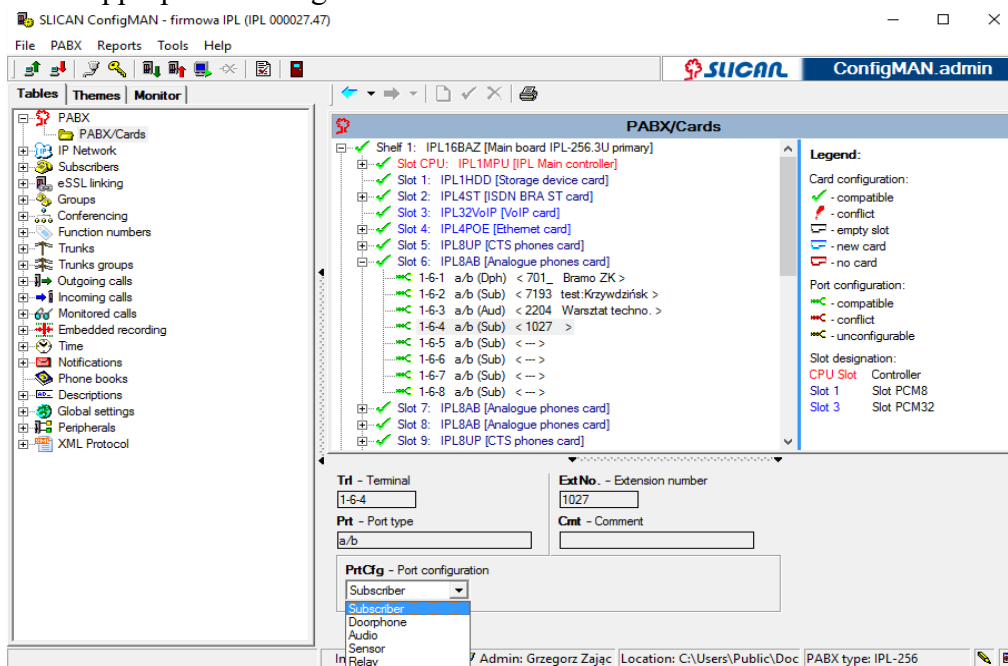 SLICAN ConfigMAN - firmowa IPL (IPL 000027.47)
File PABX Reports Tools Help
SLICAN ConfigMAN.admin
Tables Themes Monitor
PABX
PABX/Cards
IP Network
Subscribers
eSSL linking
Groups
Conferencing
Function numbers
Trunks
Trunks groups
Outgoing calls
Incoming calls
Monitored calls
Embedded recording
Time
Notifications
Phone books
Descriptions
Global settings
Peripherals
XML Protocol
PABX/Cards
Shelf 1: IPL16BAZ [Main board IPL-256.3U primary]
Slot CPU: IPL1MPU [IPL Main controller]
Slot 1: IPL1HDD [Storage device card]
Slot 2: IPL4ST [ISDN BRA ST card]
Slot 3: IPL32VoIP [VoIP card]
Slot 4: IPL4POE [Ethernet card]
Slot 5: IPL8UP [CTS phones card]
Slot 6: IPL8AB [Analogue phones card]
1-6-1 a/b (Dph) < 701_ Bramo ZK >
1-6-2 a/b (Sub) < 7193 test:Krzywdzińsk >
1-6-3 a/b (Aud) < 2204 Warsztat techno. >
1-6-4 a/b (Sub) < 1027 >
1-6-5 a/b (Sub) < --- >
1-6-6 a/b (Sub) < --- >
1-6-7 a/b (Sub) < --- >
1-6-8 a/b (Sub) < --- >
Slot 7: IPL8AB [Analogue phones card]
Slot 8: IPL8AB [Analogue phones card]
Slot 9: IPL8UP [CTS phones card]
Legend:
Card configuration:
- compatible
- conflict
- empty slot
- new card
- no card
Port configuration:
- compatible
- conflict
- unconfigurable
Slot designation:
CPU Slot Controller
Slot 1 Slot PCM8
Slot 3 Slot PCM32
Trl - Terminal
1-6-4
ExtNo. - Extension number
1027
Prt - Port type
a/b
Cmt - Comment
PrtCfg - Port configuration
Subscriber
Subscriber
Doorphone
Audio
Sensor
Relay
Admin: Grzegorz Zając Location: C:\Users\Public\Doc PABX type: IPL-256